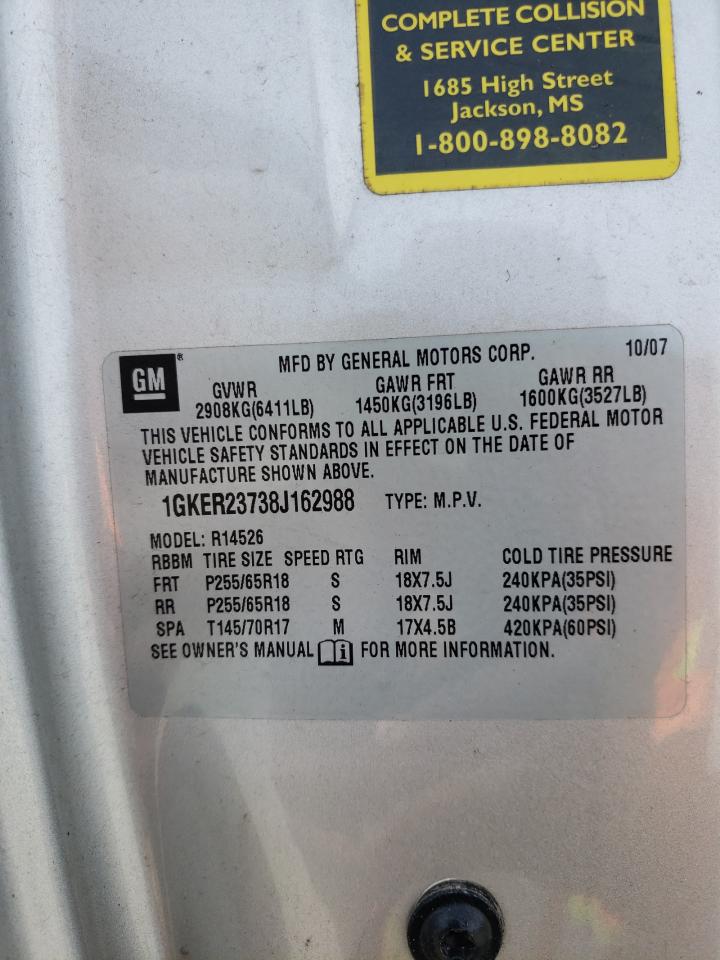 COMPLETE COLLISION
& SERVICE CENTER
1685 High Street
Jackson, MS
1-800-898-8082
GM®
MFD BY GENERAL MOTORS CORP. 10/07
GVWR GAWR FRT GAWR RR
2908KG(6411LB) 1450KG(3196LB) 1600KG(3527LB)
THIS VEHICLE CONFORMS TO ALL APPLICABLE U.S. FEDERAL MOTOR
VEHICLE SAFETY STANDARDS IN EFFECT ON THE DATE OF
MANUFACTURE SHOWN ABOVE.
1GKER23738J162988 TYPE: M.P.V.
MODEL: R14526
RBBM TIRE SIZE SPEED RTG RIM COLD TIRE PRESSURE
FRT P255/65R18 S 18X7.5J 240KPA(35PSI)
RR P255/65R18 S 18X7.5J 240KPA(35PSI)
SPA T145/70R17 M 17X4.5B 420KPA(60PSI)
SEE OWNER'S MANUAL i FOR MORE INFORMATION.